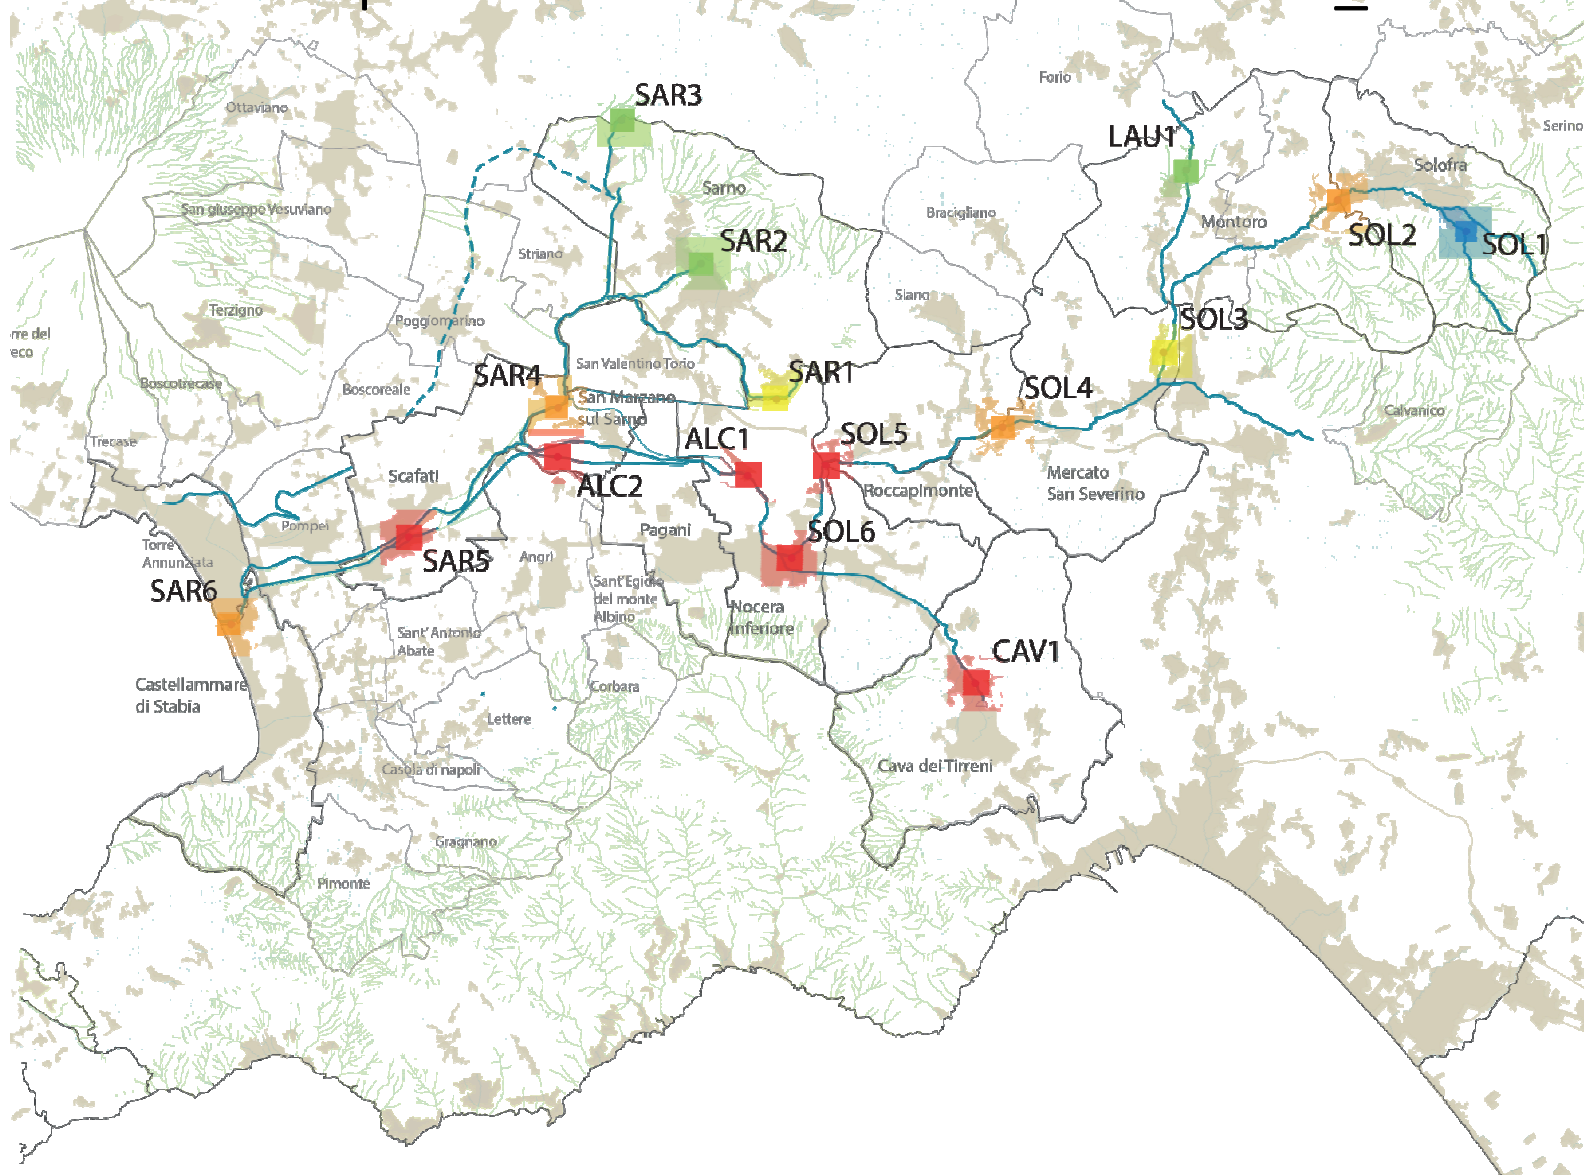 Forio
SAR3
Ottaviano
LAU1
Serino
Solofra
Sarno
San giuseppe Vesuviano
Bracigliano
Montoro
SAR2
SOL2
SOL1
Striano
Siano
Terzigno
Poggiomarino
SOL3
rre del
reco
San Valentino Torio
SAR4
SAR1
Boscotrecase
Boscoreale
San Marzano
sul Sarno
SOL4
Calvanico
Trecase
ALC1
SOL5
Scafati
ALC2
Mercato
San Severino
Roccapimonte
Pompei
Pagani
SOL6
Torre
Annunziata
SAR5
Angri
SAR6
Sant'Egidio
del monte
Albino
Nocera
Inferiore
Sant' Antonio
Abate
CAV1
Castellammare
di Stabia
Corbara
Lettere
Casola di napoli
Cava dei Tirreni
Gragnano
Pimonte